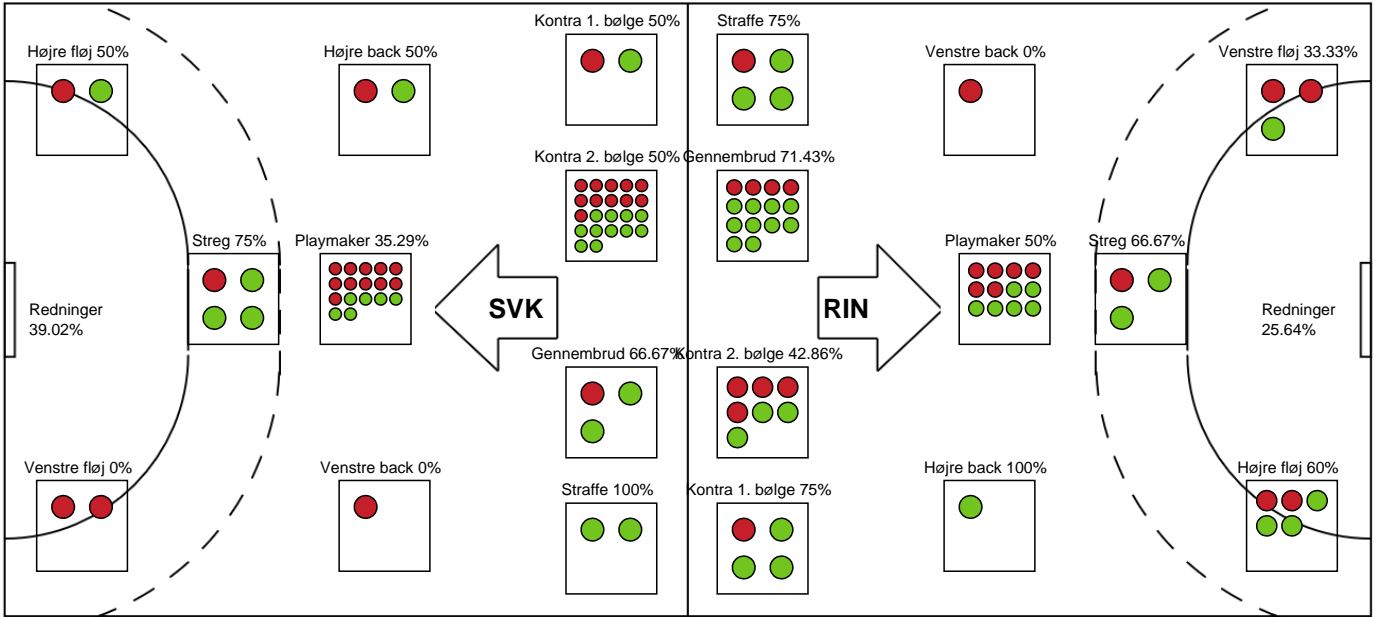 Kontra 1. bølge 50%
Straffe 75%
Højre fløj 50%
Højre back 50%
Venstre back 0%
Venstre fløj 33.33%
Kontra 2. bølge 50%
Gennembrud 71.43%
Streg 75%
Playmaker 35.29%
Playmaker 50%
Streg 66.67%
SVK
RIN
Redninger
39.02%
Redninger
25.64%
Gennembrud 66.67%
Kontra 2. bølge 42.86%
Venstre fløj 0%
Venstre back 0%
Straffe 100%
Kontra 1. bølge 75%
Højre back 100%
Højre fløj 60%